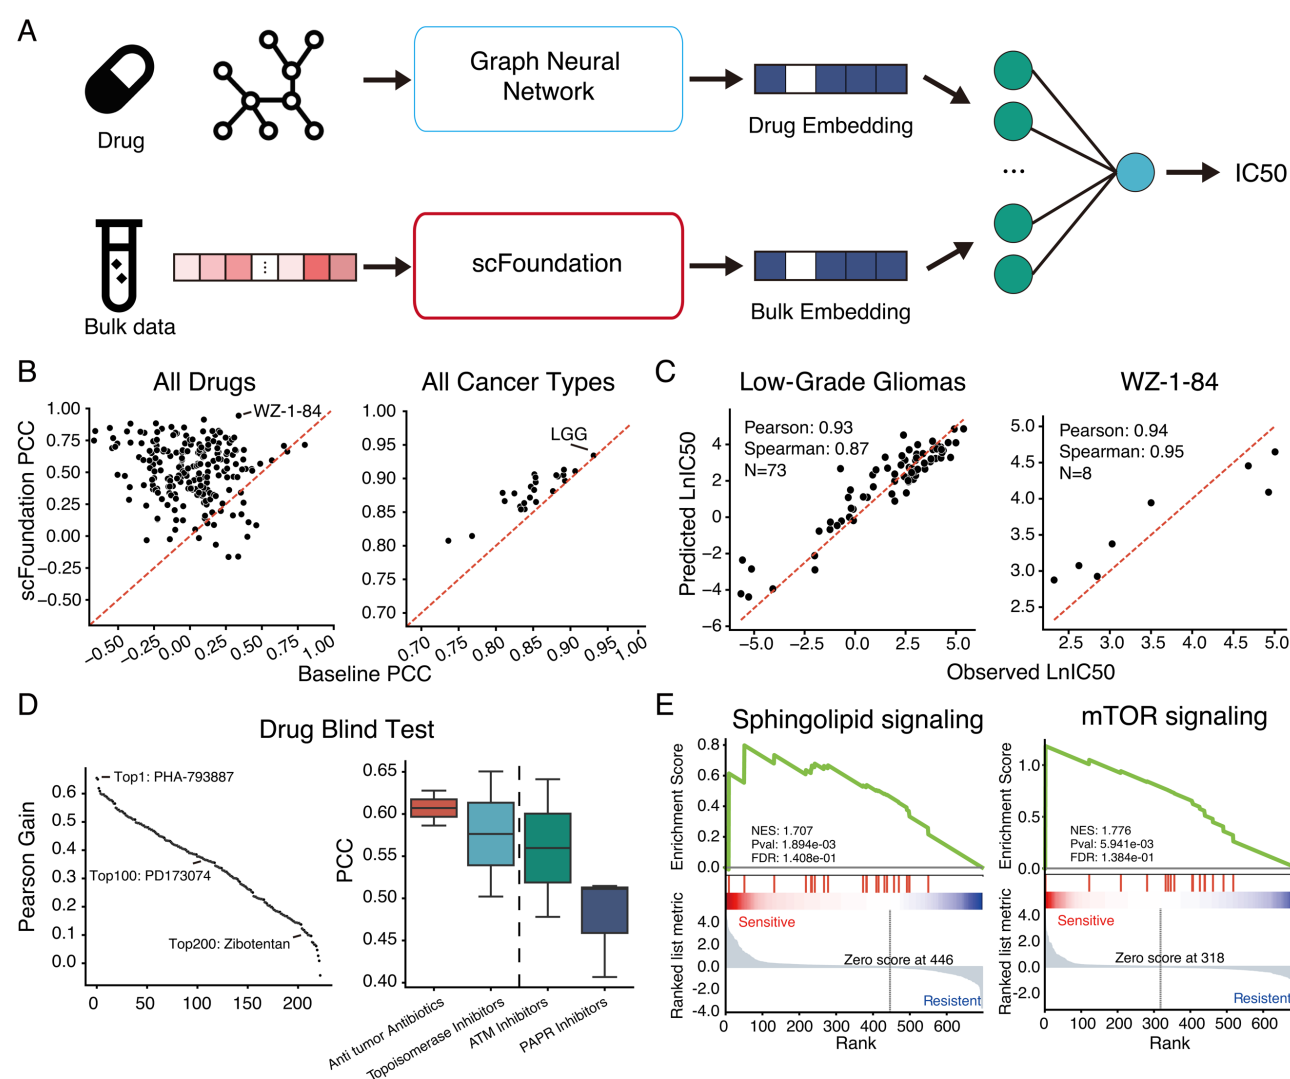 A
Drug
Graph Neural
Network
Drug Embedding
...
IC50
Bulk data
...
scFoundation
Bulk Embedding
B
All Drugs
scFoundation PCC
1.00
0.75
0.50
0.25
0.00
−0.25
−0.50
WZ-1-84
−0.50
−0.25
0.00
0.25
0.50
0.75
1.00
All Cancer Types
1.00
0.95
0.90
0.85
0.80
0.75
0.70
LGG
0.70
0.75
0.80
0.85
0.90
0.95
1.00
Baseline PCC
C
Low-Grade Gliomas
Predicted LnIC50
4
2
0
−2
−4
−6
Pearson: 0.93
Spearman: 0.87
N=73
−5.0
−2.5
0.0
2.5
5.0
WZ-1-84
5.0
4.5
4.0
3.5
3.0
2.5
Pearson: 0.94
Spearman: 0.95
N=8
2.5
3.0
3.5
4.0
4.5
5.0
Observed LnIC50
D
Drug Blind Test
Pearson Gain
0.6
0.5
0.4
0.3
0.2
0.1
0.0
Top1: PHA-793887
Top100: PD173074
Top200: Zibotentan
0
50
100
150
200
PCC
0.65
0.60
0.55
0.50
0.45
0.40
Anti tumor Antibiotics
Topoisomerase Inhibitors
ATM Inhibitors
PAPR Inhibitors
E
Sphingolipid signaling
Enrichment Score
0.8
0.6
0.4
0.2
0.0
NES: 1.707
Pval: 1.894e-03
FDR: 1.408e-01
Ranked list metric
4.0
2.0
0.0
-2.0
-4.0
Sensitive
Zero score at 446
Resistent
0
100
200
300
400
500
600
Rank
mTOR signaling
Enrichment Score
1.0
0.5
0.0
NES: 1.776
Pval: 5.941e-03
FDR: 1.384e-01
Ranked list metric
4.0
2.0
0.0
-2.0
Sensitive
Zero score at 318
Resistent
0
100
200
300
400
500
600
Rank